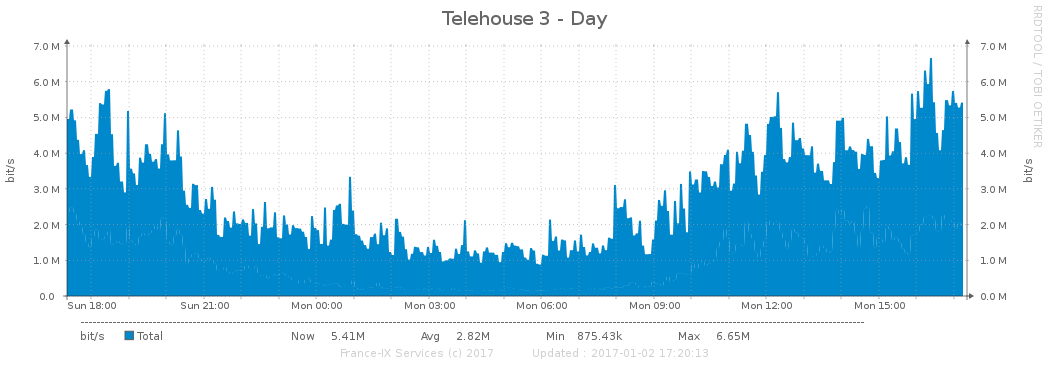 Telehouse 3 - Day
RRDTOOL / TOBI OETIKER
7.0 M 7.0 M
6.0 M 6.0 M
5.0 M 5.0 M
4.0 M 4.0 M
3.0 M 3.0 M
2.0 M 2.0 M
1.0 M 1.0 M
0.0 0.0 M
bit/s bit/s
Sun 18:00 Sun 21:00 Mon 00:00 Mon 03:00 Mon 06:00 Mon 09:00 Mon 12:00 Mon 15:00
bit/s Total Now 5.41M Avg 2.82M Min 875.43k Max 6.65M
France-IX Services (c) 2017 Updated : 2017-01-02 17:20:13